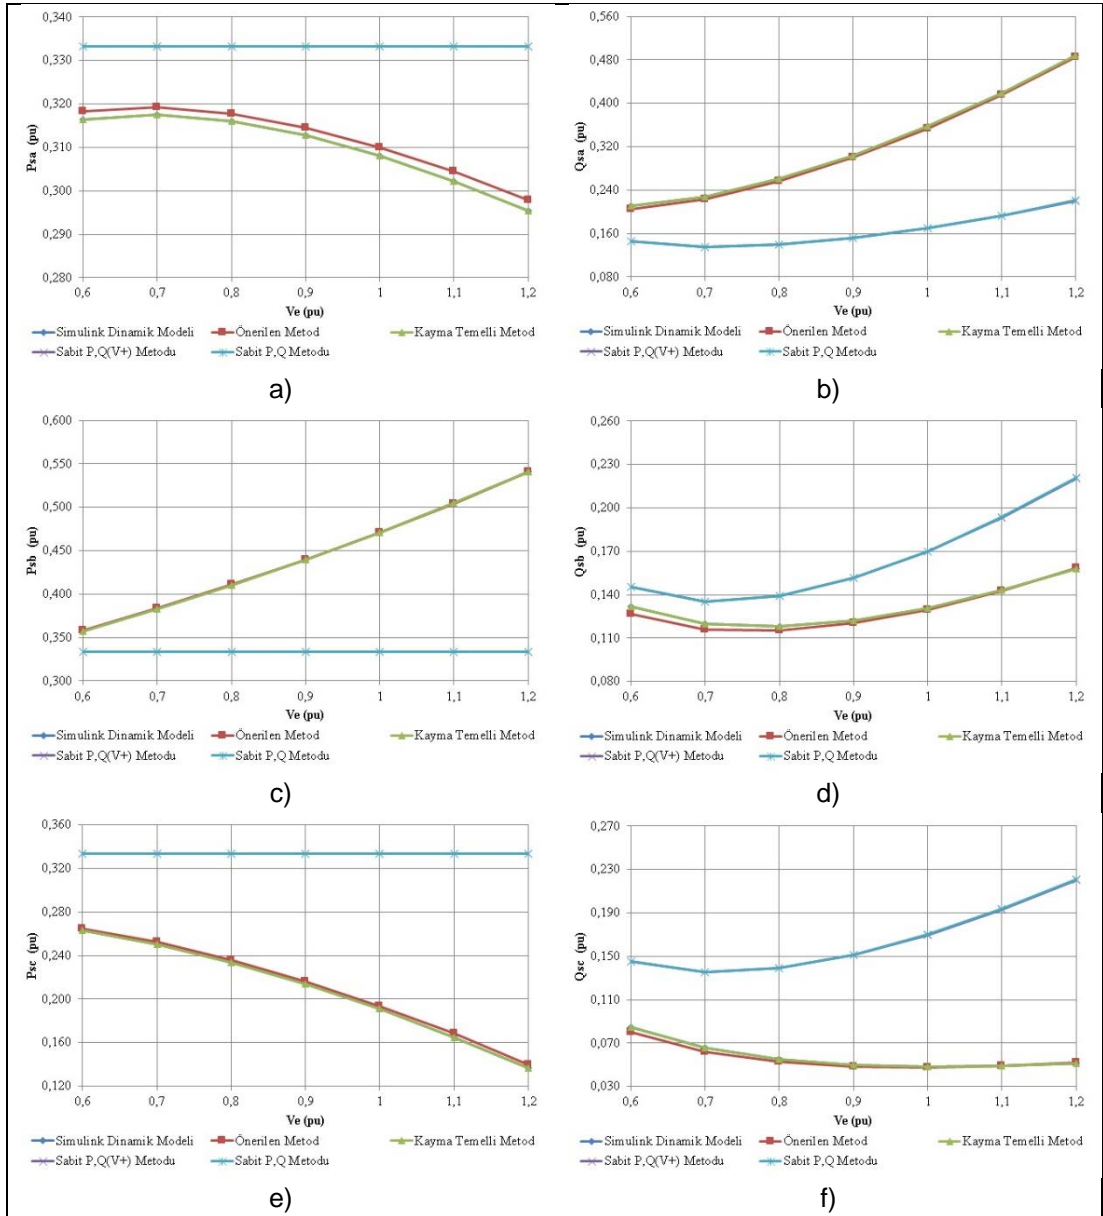 0,340
0,330
0,320
0,310
0,300
0,290
0,280
Psa (pu)
0,6 0,7 0,8 0,9 1 1,1 1,2
Ve (pu)
Simulink Dinamik Modeli Önerilen Metod Kayma Temelli Metod
Sabit P,Q(V+) Metodu Sabit P,Q Metodu
a)
0,560
0,480
0,400
0,320
0,240
0,160
0,080
Qsa (pu)
0,6 0,7 0,8 0,9 1 1,1 1,2
Ve (pu)
Simulink Dinamik Modeli Önerilen Metod Kayma Temelli Metod
Sabit P,Q(V+) Metodu Sabit P,Q Metodu
b)
0,600
0,550
0,500
0,450
0,400
0,350
0,300
Psb (pu)
0,6 0,7 0,8 0,9 1 1,1 1,2
Ve (pu)
Simulink Dinamik Modeli Önerilen Metod Kayma Temelli Metod
Sabit P,Q(V+) Metodu Sabit P,Q Metodu
c)
0,260
0,230
0,200
0,170
0,140
0,110
0,080
Qsb (pu)
0,6 0,7 0,8 0,9 1 1,1 1,2
Ve (pu)
Simulink Dinamik Modeli Önerilen Metod Kayma Temelli Metod
Sabit P,Q(V+) Metodu Sabit P,Q Metodu
d)
0,360
0,320
0,280
0,240
0,200
0,160
0,120
Psc (pu)
0,6 0,7 0,8 0,9 1 1,1 1,2
Ve (pu)
Simulink Dinamik Modeli Önerilen Metod Kayma Temelli Metod
Sabit P,Q(V+) Metodu Sabit P,Q Metodu
e)
0,270
0,230
0,190
0,150
0,110
0,070
0,030
Qsc (pu)
0,6 0,7 0,8 0,9 1 1,1 1,2
Ve (pu)
Simulink Dinamik Modeli Önerilen Metod Kayma Temelli Metod
Sabit P,Q(V+) Metodu Sabit P,Q Metodu
f)